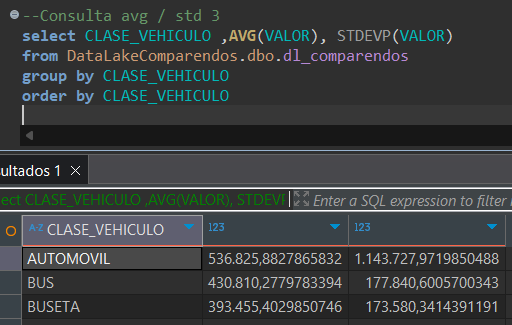 --Consulta avg / std 3
select CLASE_VEHICULO ,AVG(VALOR), STDEVP(VALOR)
from DataLakeComparendos.dbo.dl_comparendos
group by CLASE_VEHICULO
order by CLASE_VEHICULO
sultados 1 ×
ect CLASE_VEHICULO ,AVG(VALOR), STDEVP Enter a SQL expression to filter
A-Z CLASE_VEHICULO 123 123
AUTOMOVIL 536.825,8827865832 1.143.727,9719850488
BUS 430.810,2779783394 177.840,6005700343
BUSETA 393.455,4029850746 173.580,3414391191